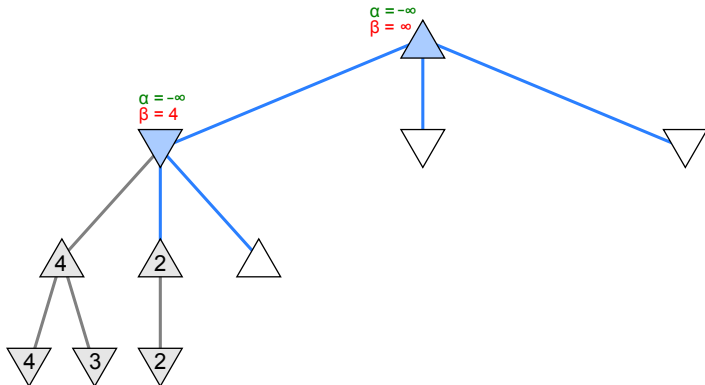 α = -∞
β = ∞
α = -∞
β = 4
4
2
4
3
2